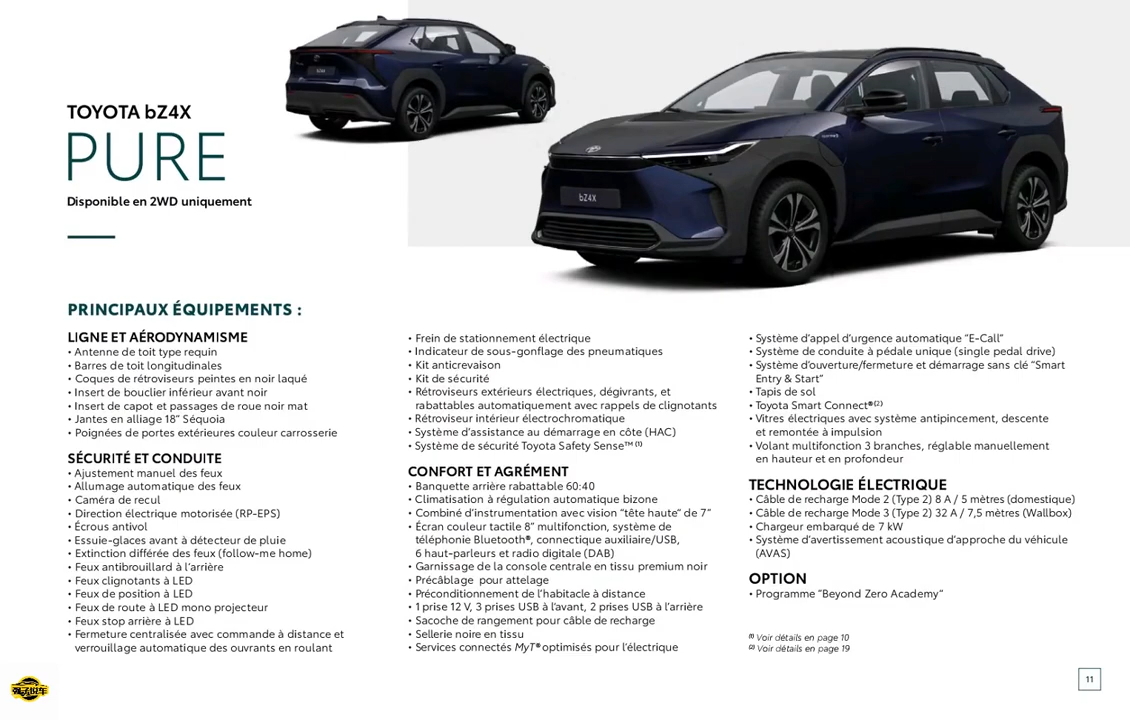 TOYOTA bZ4X
PURE
Disponible en 2WD uniquement
bZ4X
PRINCIPAUX ÉQUIPEMENTS :
LIGNE ET AÉRODYNAMISME
• Antenne de toit type requin
• Barres de toit longitudinales
• Coques de rétroviseurs peintes en noir laqué
• Insert de bouclier inférieur avant noir
• Insert de capot et passages de roue noir mat
• Jantes en alliage 18” Séquoia
• Poignées de portes extérieures couleur carrosserie
SÉCURITÉ ET CONDUITE
• Ajustement manuel des feux
• Allumage automatique des feux
• Caméra de recul
• Direction électrique motorisée (RP-EPS)
• Écrous antivol
• Essuie-glaces avant à détecteur de pluie
• Extinction différée des feux (follow-me home)
• Feux antibrouillard à l’arrière
• Feux clignotants à LED
• Feux de position à LED
• Feux de route à LED mono projecteur
• Feux stop arrière à LED
• Fermeture centralisée avec commande à distance et
verrouillage automatique des ouvrants en roulant
• Frein de stationnement électrique
• Indicateur de sous-gonflage des pneumatiques
• Kit anticrevaison
• Kit de sécurité
• Rétroviseurs extérieurs électriques, dégivrants, et
rabattables automatiquement avec rappels de clignotants
• Rétroviseur intérieur électrochromatique
• Système d’assistance au démarrage en côte (HAC)
• Système de sécurité Toyota Safety Sense™ (1)
CONFORT ET AGRÉMENT
• Banquette arrière rabattable 60:40
• Climatisation à régulation automatique bizone
• Combiné d’instrumentation avec vision “tête haute” de 7”
• Écran couleur tactile 8” multifonction, système de
téléphonie Bluetooth®, connectique auxiliaire/USB,
6 haut-parleurs et radio digitale (DAB)
• Garnissage de la console centrale en tissu premium noir
• Précâblage pour attelage
• Préconditionnement de l’habitacle à distance
• 1 prise 12 V, 3 prises USB à l’avant, 2 prises USB à l’arrière
• Sacoche de rangement pour câble de recharge
• Sellerie noire en tissu
• Services connectés MyT® optimisés pour l’électrique
• Système d’appel d’urgence automatique “E-Call”
• Système de conduite à pédale unique (single pedal drive)
• Système d’ouverture/fermeture et démarrage sans clé “Smart
Entry & Start”
• Tapis de sol
• Toyota Smart Connect®(2)
• Vitres électriques avec système antipincement, descente
et remontée à impulsion
• Volant multifonction 3 branches, réglable manuellement
en hauteur et en profondeur
TECHNOLOGIE ÉLECTRIQUE
• Câble de recharge Mode 2 (Type 2) 8 A / 5 mètres (domestique)
• Câble de recharge Mode 3 (Type 2) 32 A / 7,5 mètres (Wallbox)
• Chargeur embarqué de 7 kW
• Système d’avertissement acoustique d’approche du véhicule
(AVAS)
OPTION
• Programme “Beyond Zero Academy”
(1) Voir détails en page 10
(2) Voir détails en page 19
强子悦车
11